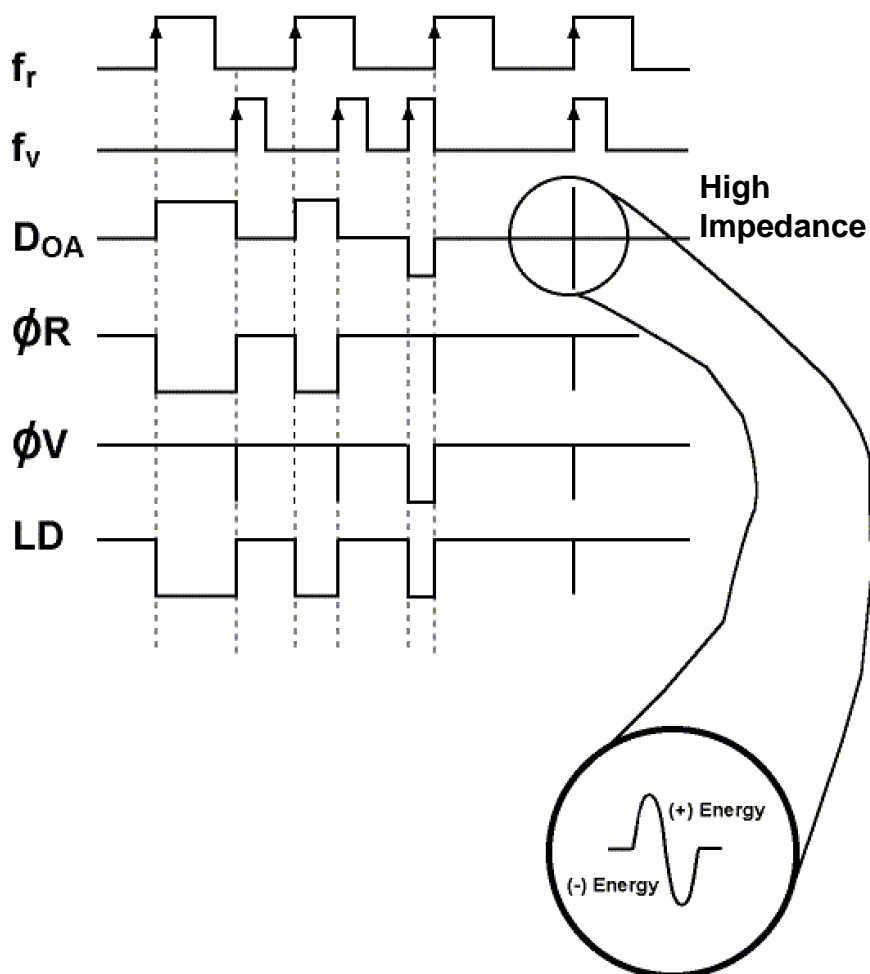 fr
fv
High
Impedance
DOA
ϕR
ϕV
LD
(+) Energy
(-) Energy